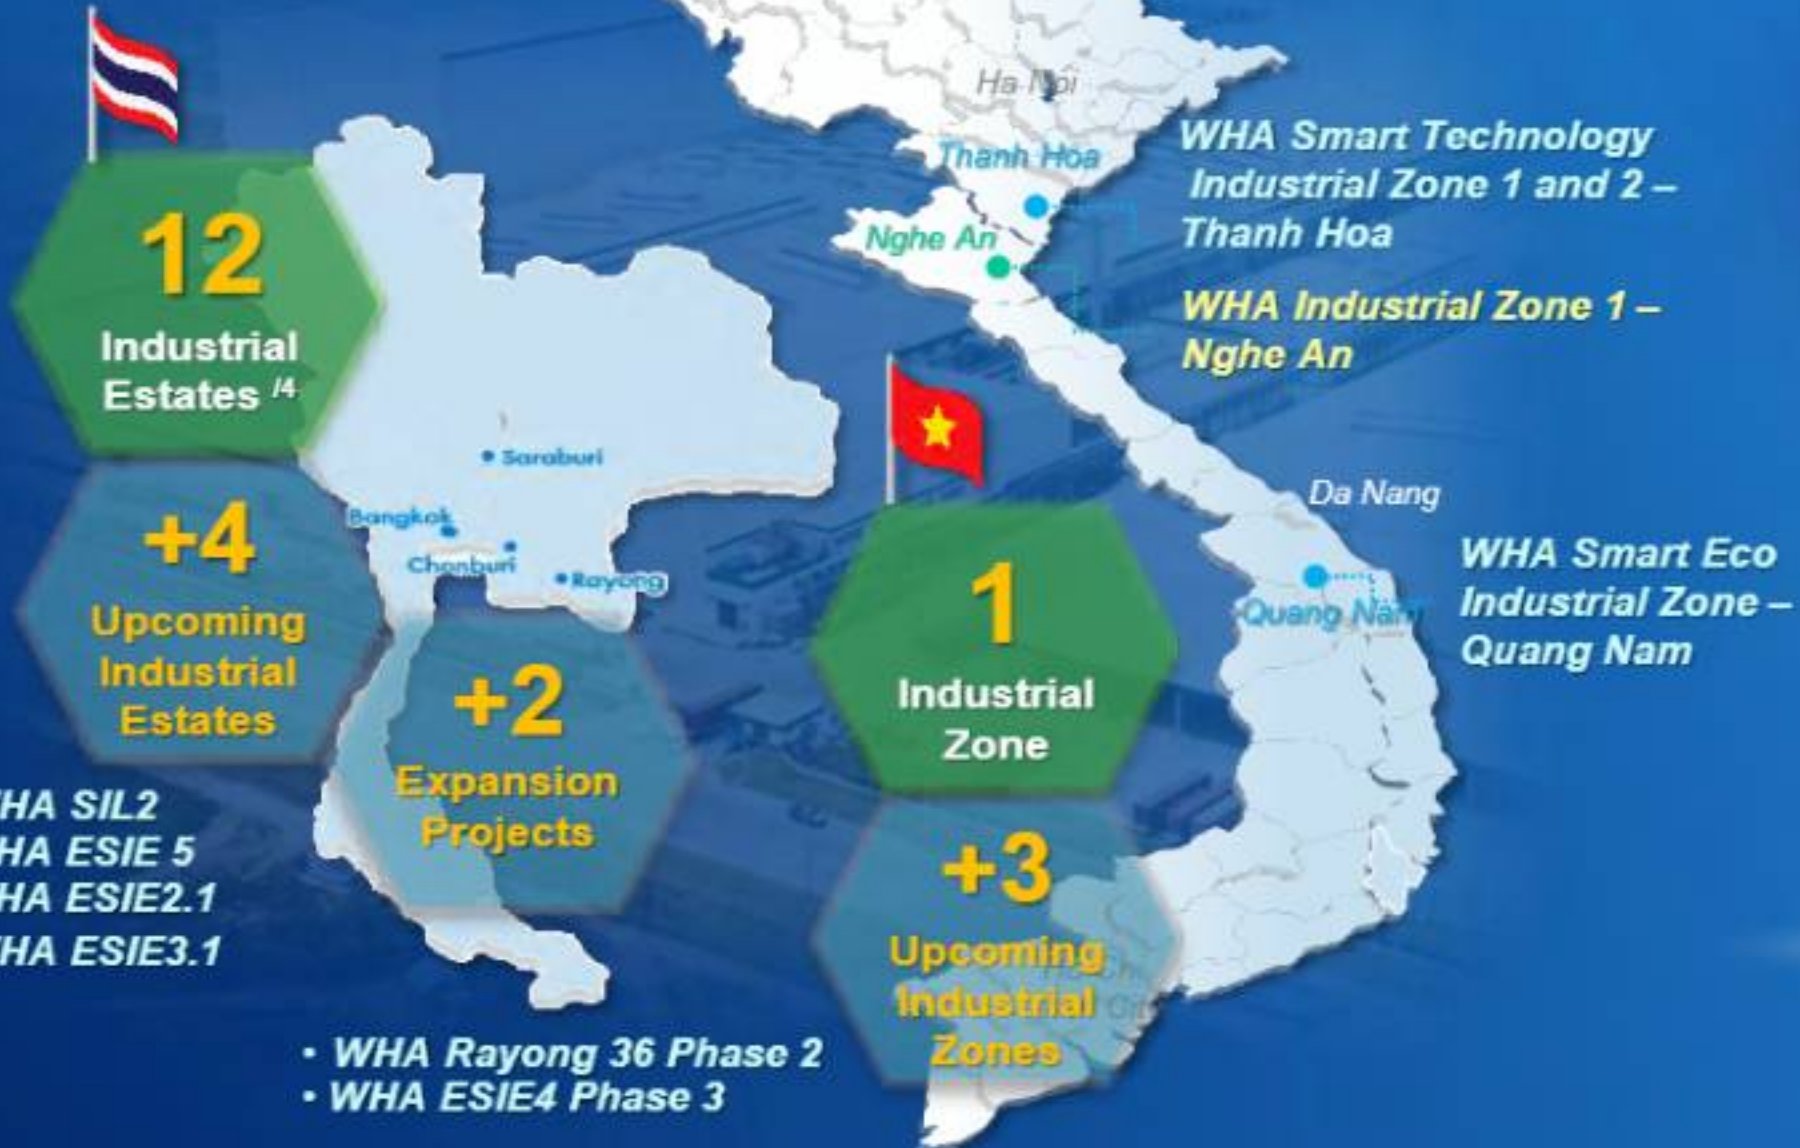 12
Industrial
Estates /4
+4
Upcoming
Industrial
Estates
HA SIL2
HA ESIE 5
HA ESIE2.1
HA ESIE3.1
Saraburi
Bangkok
Chonburi
Rayong
+2
Expansion
Projects
• WHA Rayong 36 Phase 2
• WHA ESIE4 Phase 3
Ha Nội
Thanh Hoa
Nghe An
WHA Smart Technology
Industrial Zone 1 and 2 –
Thanh Hoa
WHA Industrial Zone 1 –
Nghe An
Da Nang
Quang Nam
WHA Smart Eco
Industrial Zone –
Quang Nam
1
Industrial
Zone
+3
Upcoming
Industrial
Zones